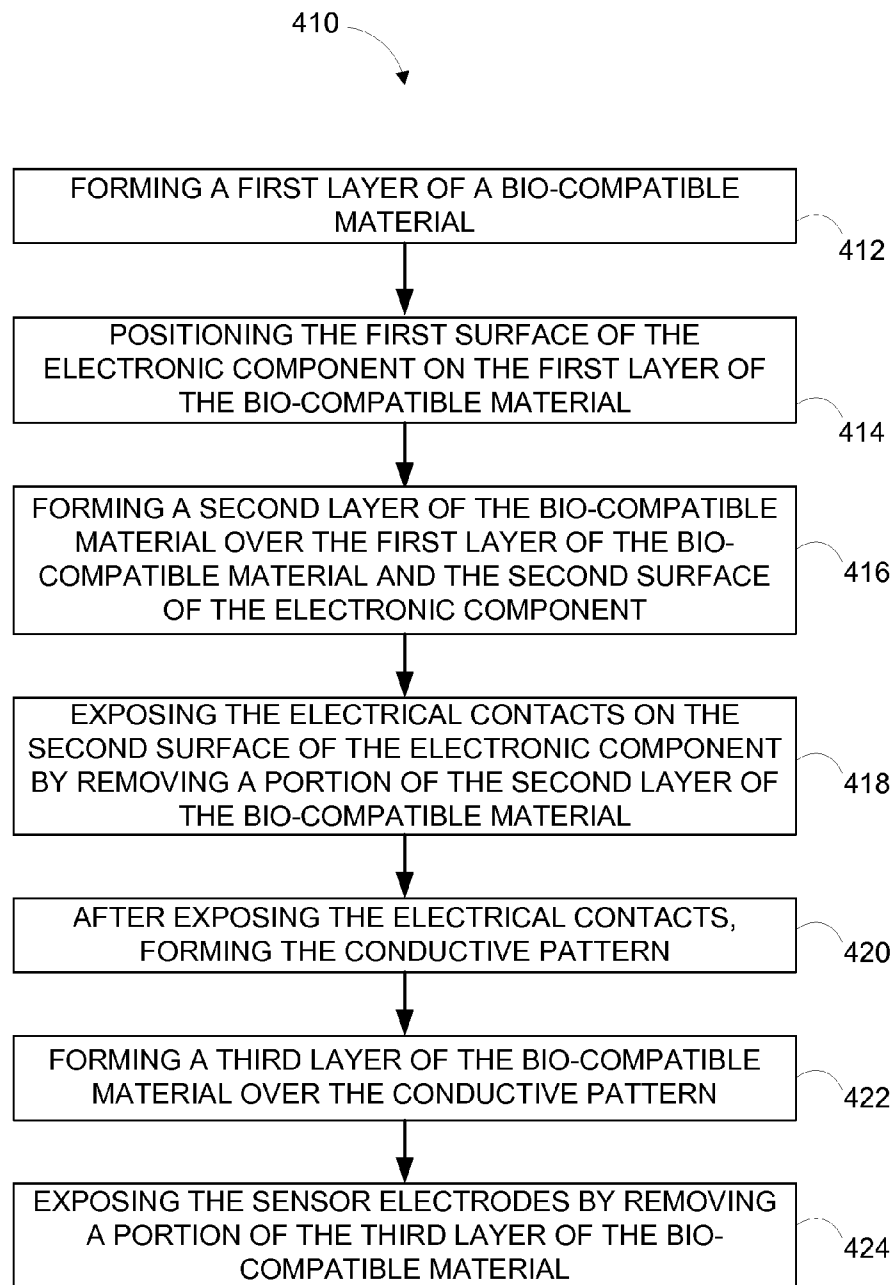 410
FORMING A FIRST LAYER OF A BIO-COMPATIBLE
MATERIAL
412
POSITIONING THE FIRST SURFACE OF THE
ELECTRONIC COMPONENT ON THE FIRST LAYER OF
THE BIO-COMPATIBLE MATERIAL
414
FORMING A SECOND LAYER OF THE BIO-COMPATIBLE
MATERIAL OVER THE FIRST LAYER OF THE BIO-
COMPATIBLE MATERIAL AND THE SECOND SURFACE
OF THE ELECTRONIC COMPONENT
416
EXPOSING THE ELECTRICAL CONTACTS ON THE
SECOND SURFACE OF THE ELECTRONIC COMPONENT
BY REMOVING A PORTION OF THE SECOND LAYER OF
THE BIO-COMPATIBLE MATERIAL
418
AFTER EXPOSING THE ELECTRICAL CONTACTS,
FORMING THE CONDUCTIVE PATTERN
420
FORMING A THIRD LAYER OF THE BIO-COMPATIBLE
MATERIAL OVER THE CONDUCTIVE PATTERN
422
EXPOSING THE SENSOR ELECTRODES BY REMOVING
A PORTION OF THE THIRD LAYER OF THE BIO-
COMPATIBLE MATERIAL
424